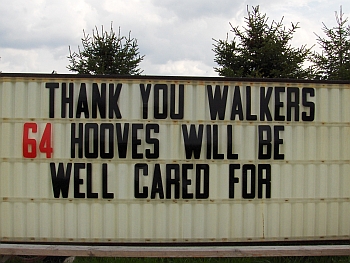 THANK YOU WALKERS
64 HOOVES WILL BE
WELL CARED FOR